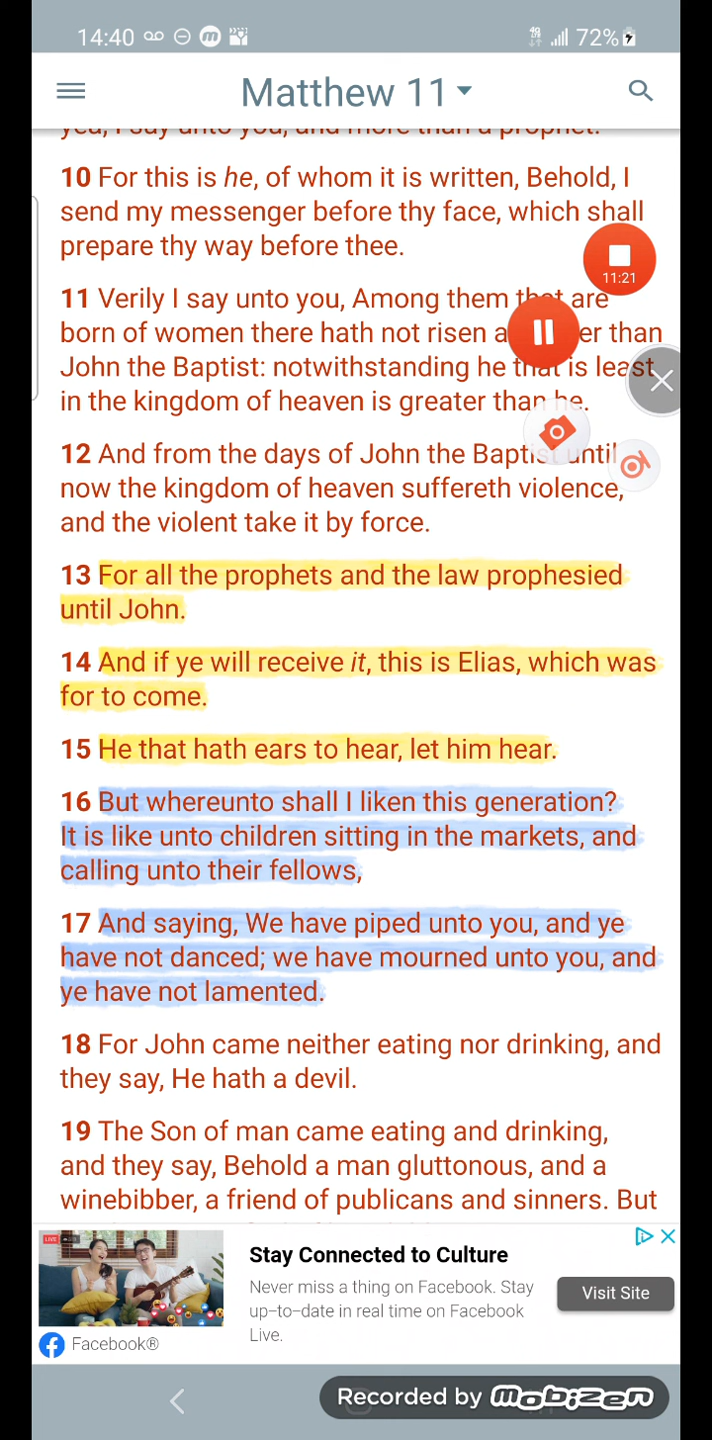 14:40
72%
Matthew 11
yea, I say unto you, and more than a prophet.
10 For this is he, of whom it is written, Behold, I
send my messenger before thy face, which shall
prepare thy way before thee.
11:21
11 Verily I say unto you, Among them that are
born of women there hath not risen a er than
John the Baptist: notwithstanding he that is least
in the kingdom of heaven is greater than he.
12 And from the days of John the Baptist until
now the kingdom of heaven suffereth violence,
and the violent take it by force.
13 For all the prophets and the law prophesied
until John.
14 And if ye will receive it, this is Elias, which was
for to come.
15 He that hath ears to hear, let him hear.
16 But whereunto shall I liken this generation?
It is like unto children sitting in the markets, and
calling unto their fellows,
17 And saying, We have piped unto you, and ye
have not danced; we have mourned unto you, and
ye have not lamented.
18 For John came neither eating nor drinking, and
they say, He hath a devil.
19 The Son of man came eating and drinking,
and they say, Behold a man gluttonous, and a
winebibber, a friend of publicans and sinners. But
LIVE
Stay Connected to Culture
Never miss a thing on Facebook. Stay
up-to-date in real time on Facebook
Live.
Visit Site
Facebook®
Recorded by mobizen